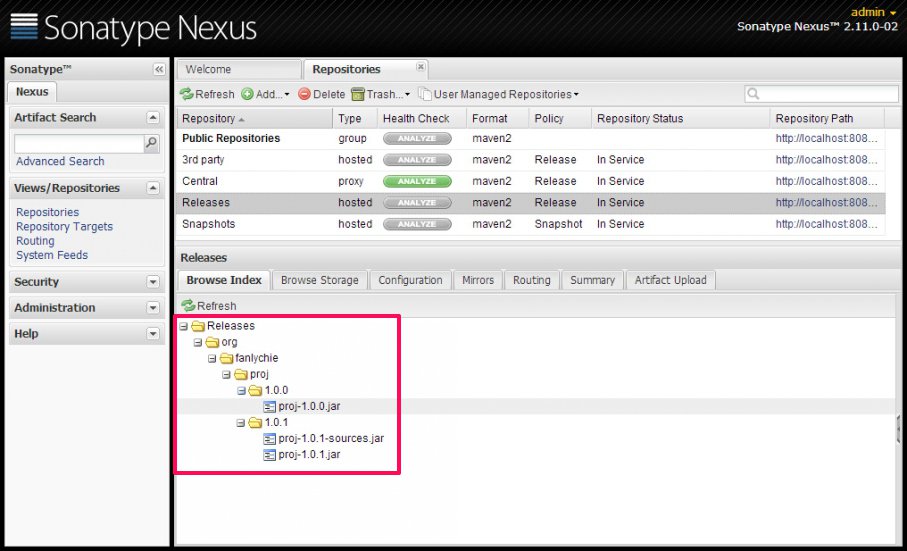 Sonatype Nexus
admin
Sonatype Nexus™ 2.11.0-02
Sonatype™
Nexus
Artifact Search
Advanced Search
Views/Repositories
Repositories
Repository Targets
Routing
System Feeds
Security
Administration
Help
Welcome Repositories
Refresh Add... Delete Trash... User Managed Repositories
Repository Type Health Check Format Policy Repository Status Repository Path
Public Repositories group ANALYZE maven2 http://localhost:808...
3rd party hosted ANALYZE maven2 Release In Service http://localhost:808...
Central proxy ANALYZE maven2 Release In Service http://localhost:808...
Releases hosted ANALYZE maven2 Release In Service http://localhost:808...
Snapshots hosted ANALYZE maven2 Snapshot In Service http://localhost:808...
Releases
Browse Index Browse Storage Configuration Mirrors Routing Summary Artifact Upload
Refresh
Releases
org
fanlychie
proj
1.0.0
proj-1.0.0.jar
1.0.1
proj-1.0.1-sources.jar
proj-1.0.1.jar